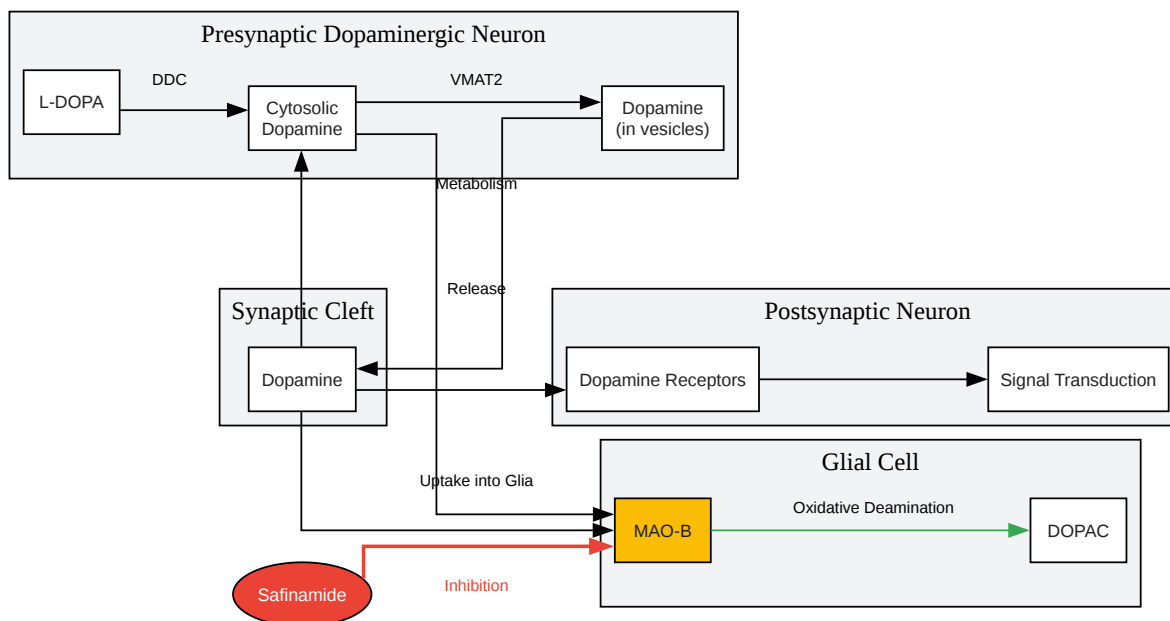 Presynaptic Dopaminergic Neuron
L-DOPA
DDC
Cytosolic
Dopamine
VMAT2
Dopamine
(in vesicles)
Metabolism
Release
Synaptic Cleft
Dopamine
Postsynaptic Neuron
Dopamine Receptors
Signal Transduction
Uptake into Glia
Glial Cell
MAO-B
Oxidative Deamination
DOPAC
Safinamide
Inhibition